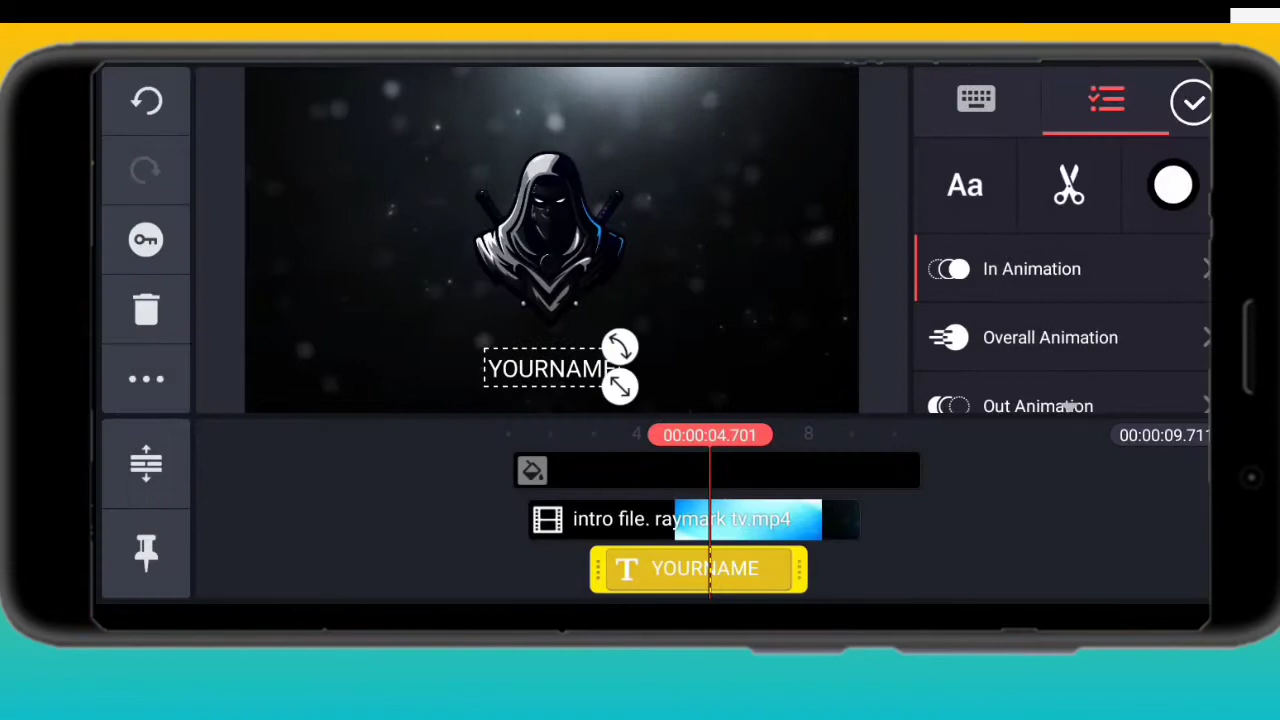 Aa
In Animation
Overall Animation
Out Animation
YOURNAME
4
00:00:04.701
8
00:00:09.711
intro file. raymark tv.mp4
T YOURNAME